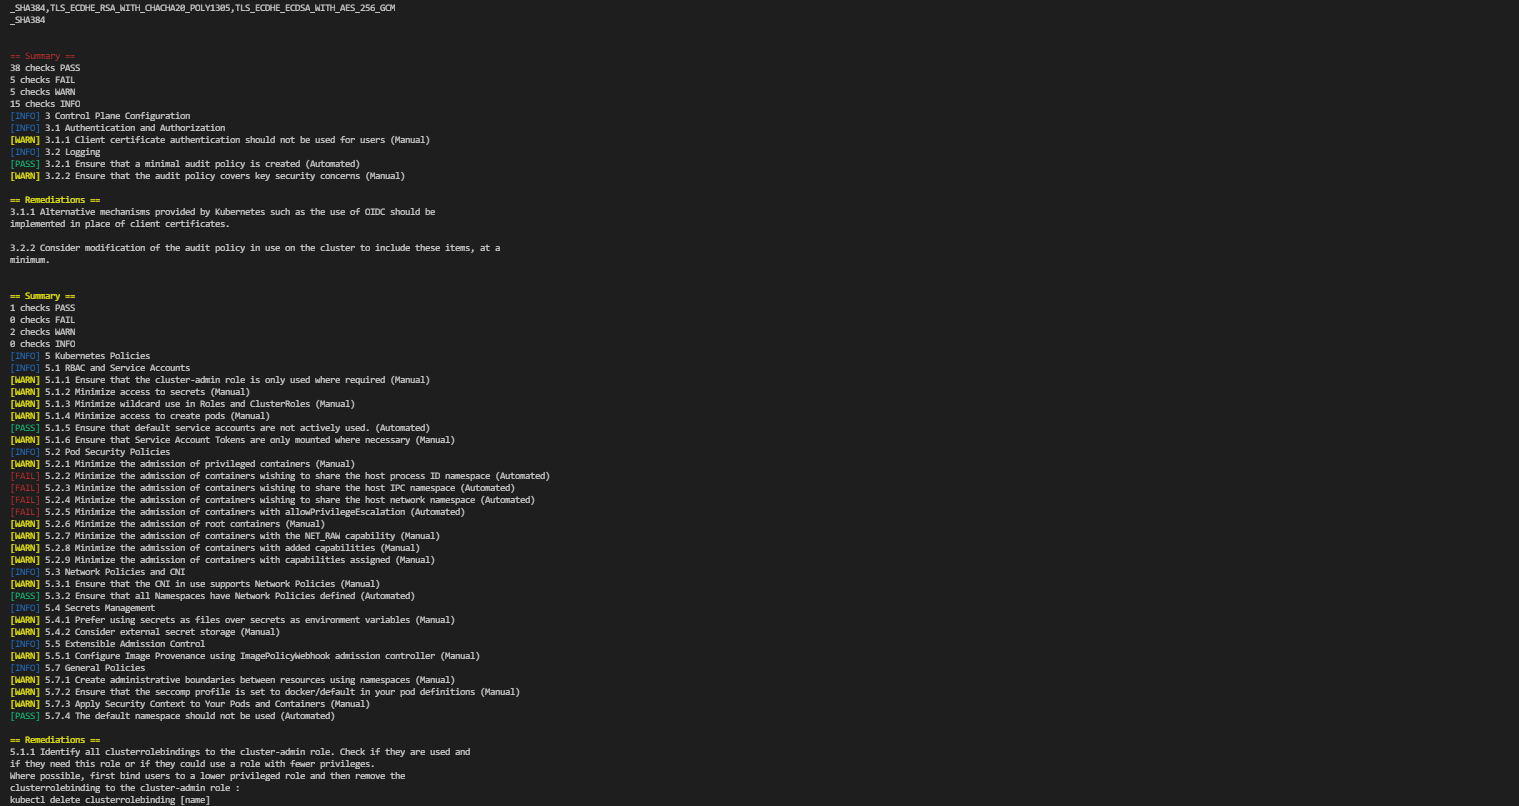 _SHA384,TLS_ECDHE_RSA_WITH_CHACHA20_POLY1305,TLS_ECDHE_ECDSA_WITH_AES_256_GCM
_SHA384
== Summary ==
38 checks PASS
5 checks FAIL
5 checks WARN
15 checks INFO
[INFO] 3 Control Plane Configuration
[INFO] 3.1 Authentication and Authorization
[WARN] 3.1.1 Client certificate authentication should not be used for users (Manual)
[INFO] 3.2 Logging
[PASS] 3.2.1 Ensure that a minimal audit policy is created (Automated)
[WARN] 3.2.2 Ensure that the audit policy covers key security concerns (Manual)
== Remediations ==
3.1.1 Alternative mechanisms provided by Kubernetes such as the use of OIDC should be
implemented in place of client certificates.
3.2.2 Consider modification of the audit policy in use on the cluster to include these items, at a
minimum.
== Summary ==
1 checks PASS
0 checks FAIL
2 checks WARN
0 checks INFO
[INFO] 5 Kubernetes Policies
[INFO] 5.1 RBAC and Service Accounts
[WARN] 5.1.1 Ensure that the cluster-admin role is only used where required (Manual)
[WARN] 5.1.2 Minimize access to secrets (Manual)
[WARN] 5.1.3 Minimize wildcard use in Roles and ClusterRoles (Manual)
[WARN] 5.1.4 Minimize access to create pods (Manual)
[PASS] 5.1.5 Ensure that default service accounts are not actively used. (Automated)
[WARN] 5.1.6 Ensure that Service Account Tokens are only mounted where necessary (Manual)
[INFO] 5.2 Pod Security Policies
[WARN] 5.2.1 Minimize the admission of privileged containers (Manual)
[FAIL] 5.2.2 Minimize the admission of containers wishing to share the host process ID namespace (Automated)
[FAIL] 5.2.3 Minimize the admission of containers wishing to share the host IPC namespace (Automated)
[FAIL] 5.2.4 Minimize the admission of containers wishing to share the host network namespace (Automated)
[FAIL] 5.2.5 Minimize the admission of containers with allowPrivilegeEscalation (Automated)
[WARN] 5.2.6 Minimize the admission of root containers (Manual)
[WARN] 5.2.7 Minimize the admission of containers with the NET_RAW capability (Manual)
[WARN] 5.2.8 Minimize the admission of containers with added capabilities (Manual)
[WARN] 5.2.9 Minimize the admission of containers with capabilities assigned (Manual)
[INFO] 5.3 Network Policies and CNI
[WARN] 5.3.1 Ensure that the CNI in use supports Network Policies (Manual)
[PASS] 5.3.2 Ensure that all Namespaces have Network Policies defined (Automated)
[INFO] 5.4 Secrets Management
[WARN] 5.4.1 Prefer using secrets as files over secrets as environment variables (Manual)
[WARN] 5.4.2 Consider external secret storage (Manual)
[INFO] 5.5 Extensible Admission Control
[WARN] 5.5.1 Configure Image Provenance using ImagePolicyWebhook admission controller (Manual)
[INFO] 5.7 General Policies
[WARN] 5.7.1 Create administrative boundaries between resources using namespaces (Manual)
[WARN] 5.7.2 Ensure that the seccomp profile is set to docker/default in your pod definitions (Manual)
[WARN] 5.7.3 Apply Security Context to Your Pods and Containers (Manual)
[PASS] 5.7.4 The default namespace should not be used (Automated)
== Remediations ==
5.1.1 Identify all clusterrolebindings to the cluster-admin role. Check if they are used and
if they need this role or if they could use a role with fewer privileges.
Where possible, first bind users to a lower privileged role and then remove the
clusterrolebinding to the cluster-admin role :
kubectl delete clusterrolebinding [name]